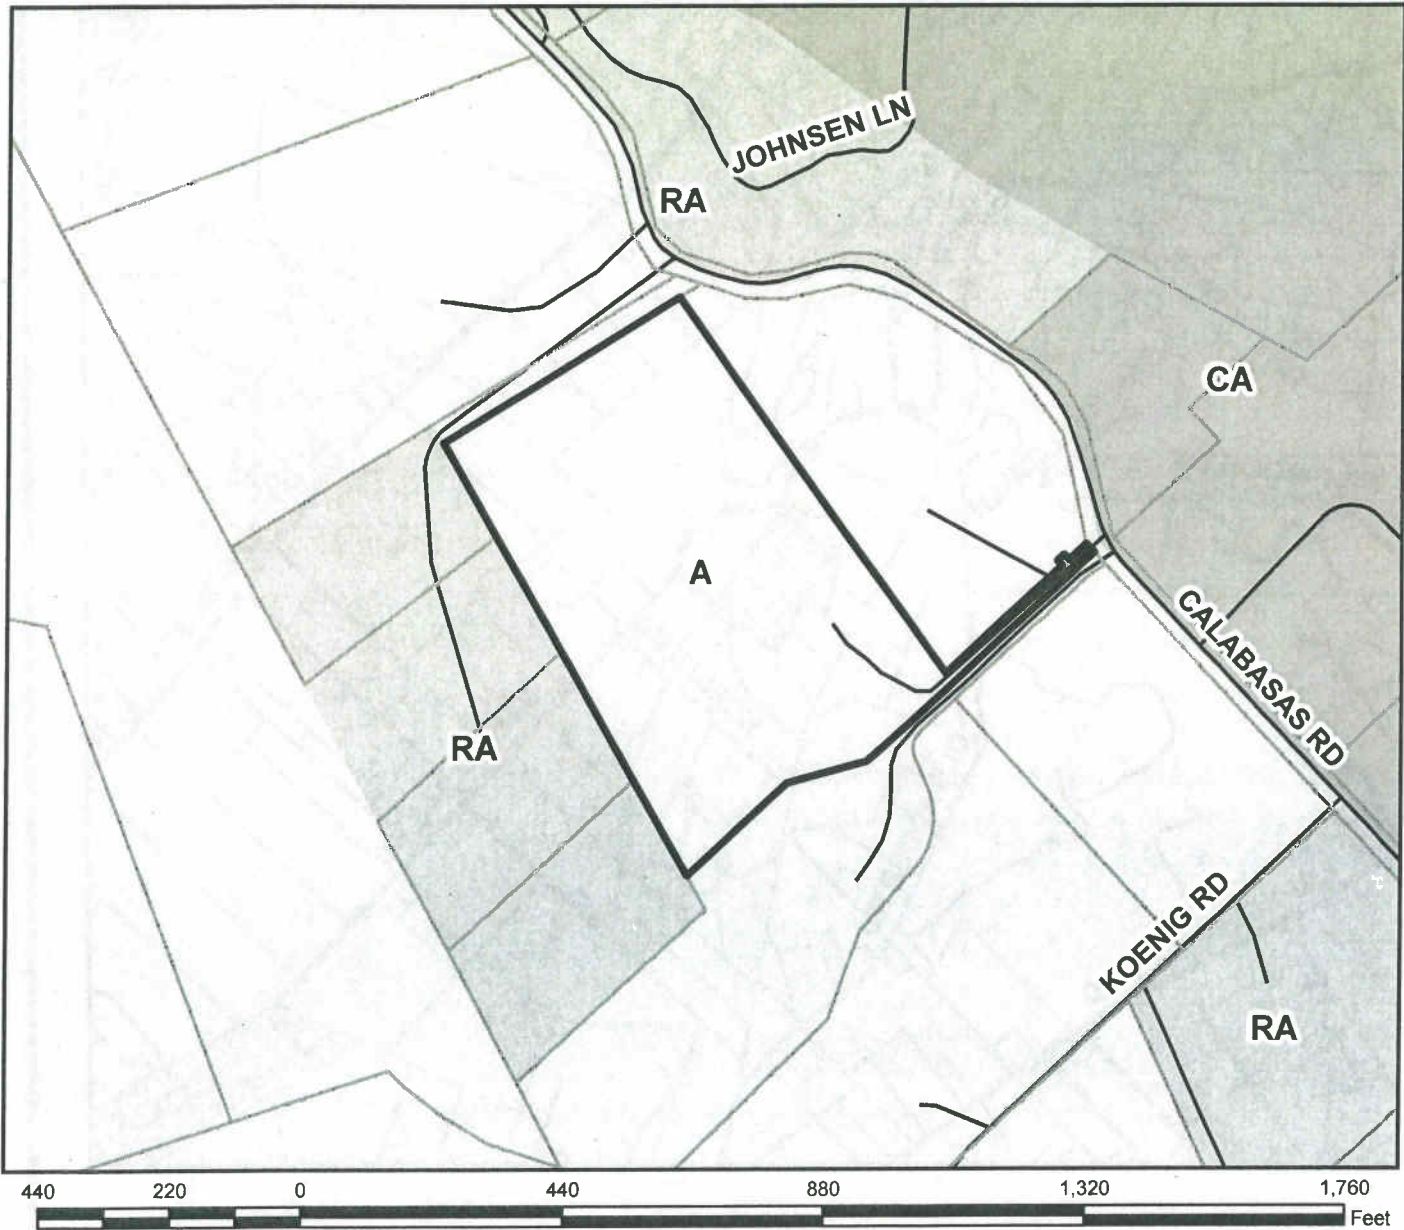 JOHNSEN LN
RA
CA
A
CALABASAS RD
RA
KOENIG RD
RA
440 220 0 440 880 1,320 1,760
Feet